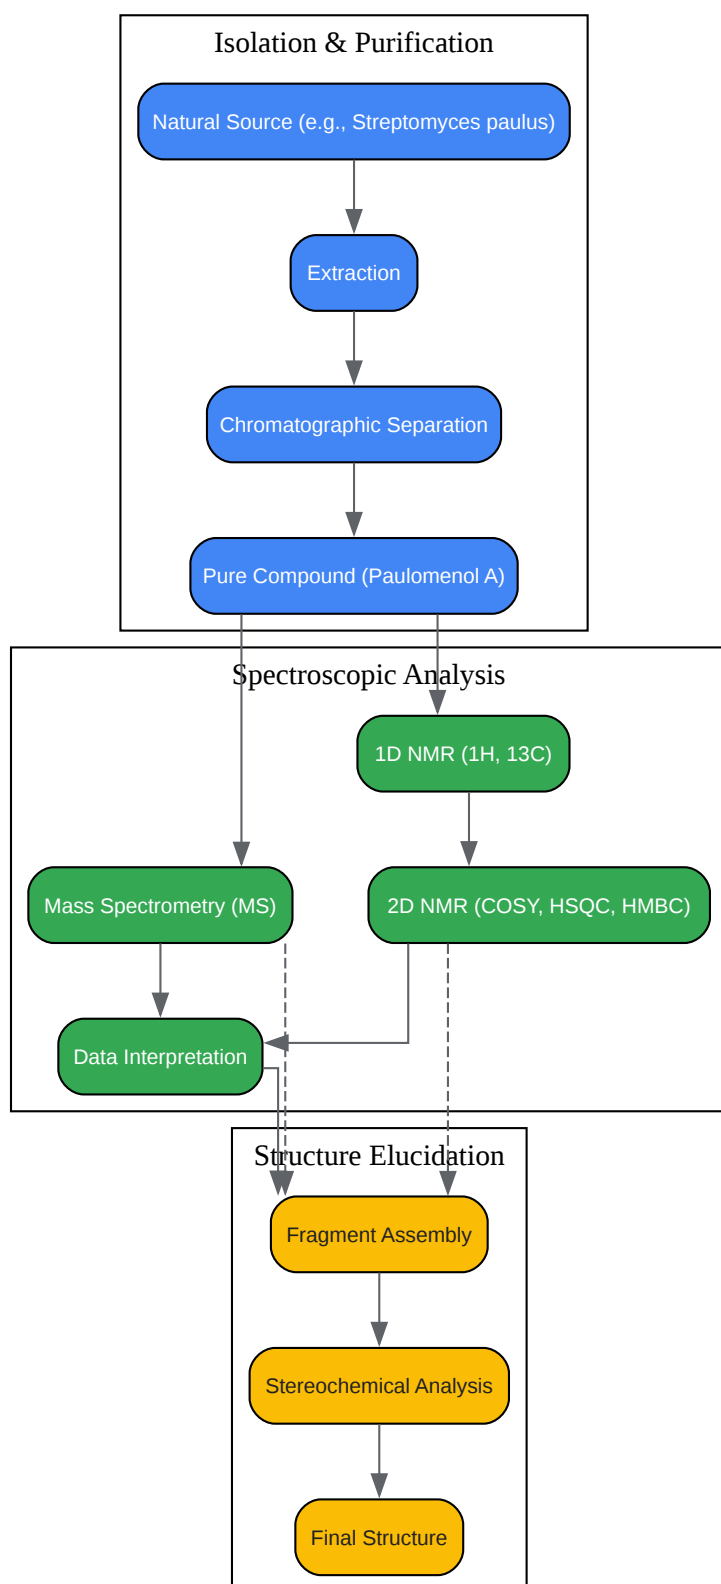 Isolation & Purification
Natural Source (e.g., Streptomyces paulus)
Extraction
Chromatographic Separation
Pure Compound (Paulomenol A)
Spectroscopic Analysis
1D NMR (1H, 13C)
Mass Spectrometry (MS)
2D NMR (COSY, HSQC, HMBC)
Data Interpretation
Structure Elucidation
Fragment Assembly
Stereochemical Analysis
Final Structure